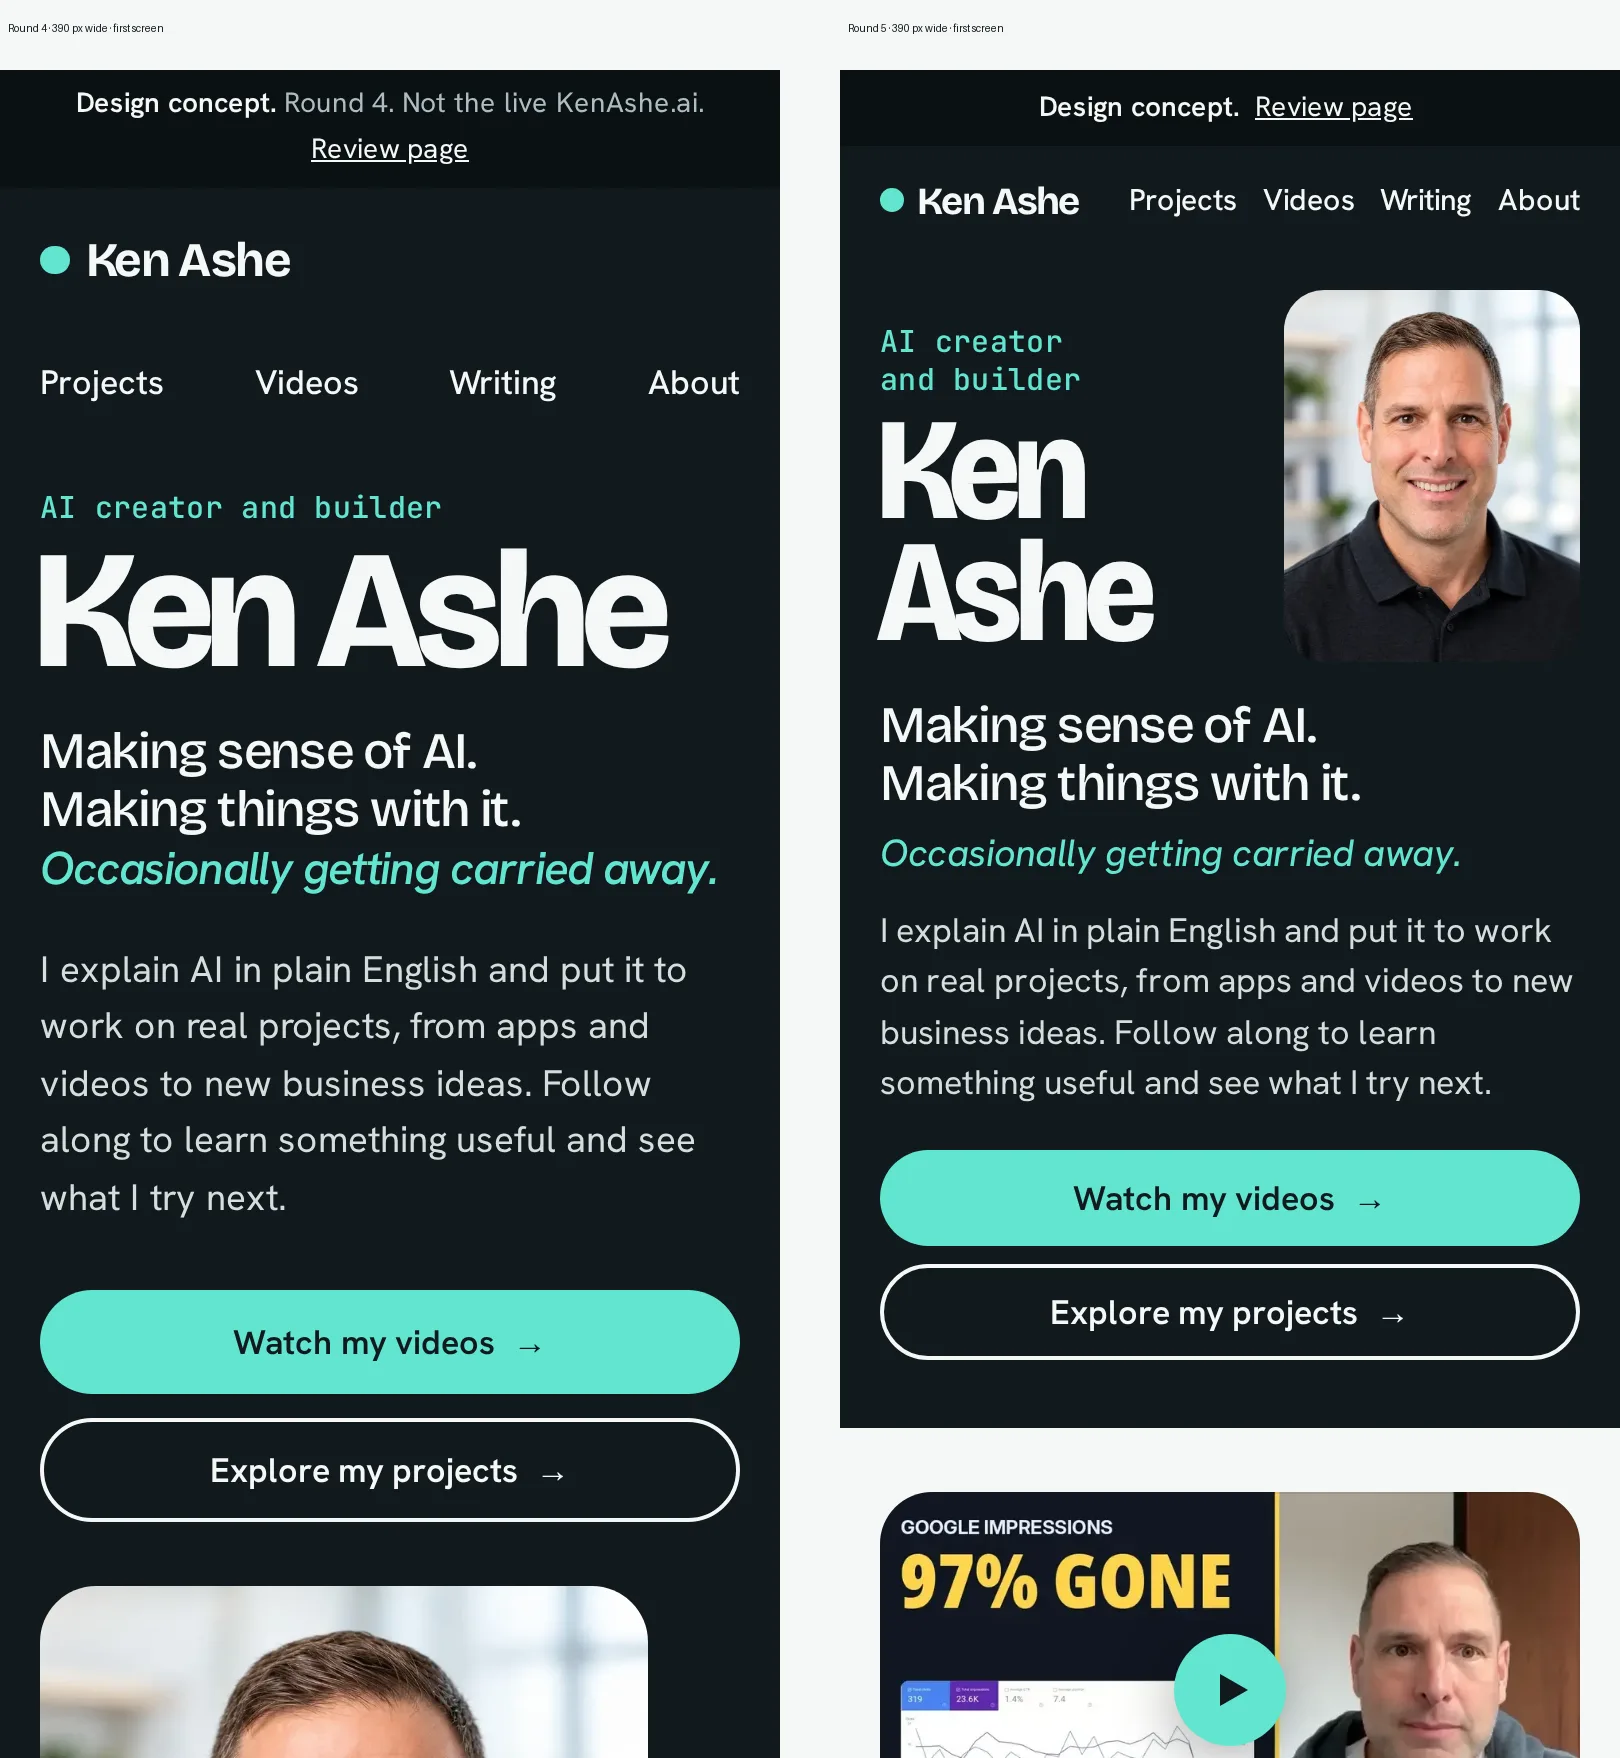 Round 4 · 390 px wide · first screen
Design concept. Round 4. Not the live KenAshe.ai.
Review page
Ken Ashe
Projects Videos Writing About
AI creator and builder
Ken Ashe
Making sense of AI.
Making things with it.
Occasionally getting carried away.
I explain AI in plain English and put it to
work on real projects, from apps and
videos to new business ideas. Follow
along to learn something useful and see
what I try next.
Watch my videos →
Explore my projects →
Round 5 · 390 px wide · first screen
Design concept. Review page
Ken Ashe Projects Videos Writing About
AI creator
and builder
Ken
Ashe
Making sense of AI.
Making things with it.
Occasionally getting carried away.
I explain AI in plain English and put it to work
on real projects, from apps and videos to new
business ideas. Follow along to learn
something useful and see what I try next.
Watch my videos →
Explore my projects →
GOOGLE IMPRESSIONS
97% GONE
319 23.6K 1.4% 7.4